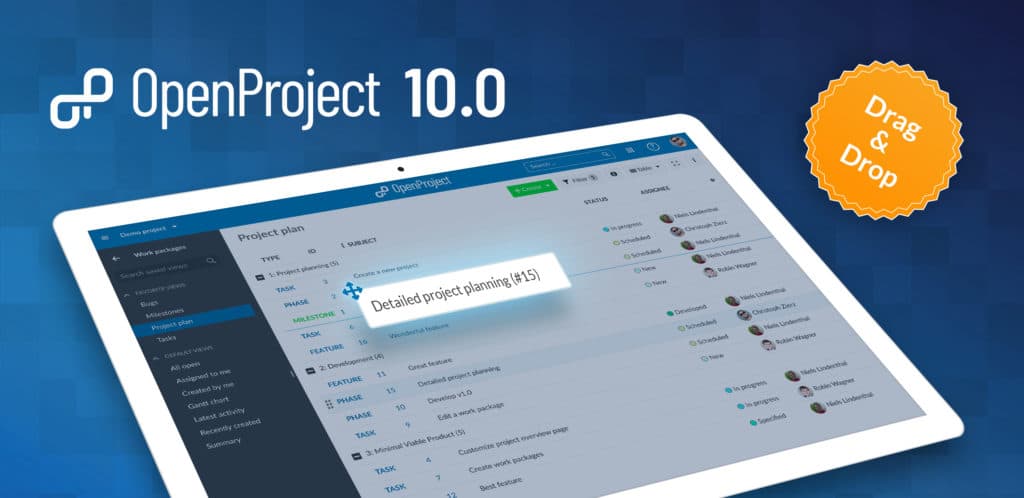 OpenProject 10.0
Drag
&
Drop
OpenProject
Search ...
?
Demo project
Work packages
Search saved views
FAVORITE VIEWS
Bugs
Milestones
Project plan
Tasks
DEFAULT VIEWS
All open
Assigned to me
Created by me
Gantt chart
Latest activity
Recently created
Summary
Project plan
+ Create
Filter 5
Table
TYPE ID SUBJECT STATUS ASSIGNEE
1: Project planning (5)
TASK 3 Create a new project In progress Niels Lindenthal
PHASE 2 Scheduled Christoph Zierz
MILESTONE 1 Scheduled Niels Lindenthal
TASK 6 New Robin Wagner
FEATURE 16 Wonderful feature
Detailed project planning (#15)
2: Development (4)
FEATURE 11 Great feature Developed Niels Lindenthal
PHASE 15 Detailed project planning Scheduled Christoph Zierz
PHASE 10 Develop v1.0 Scheduled Niels Lindenthal
TASK 9 Edit a work package New Robin Wagner
3: Minimal Viable Product (5)
TASK 4 Customize project overview page In progress Niels Lindenthal
TASK 7 Create work packages In progress Robin Wagner
12 Best feature Specified Niels Lindenthal